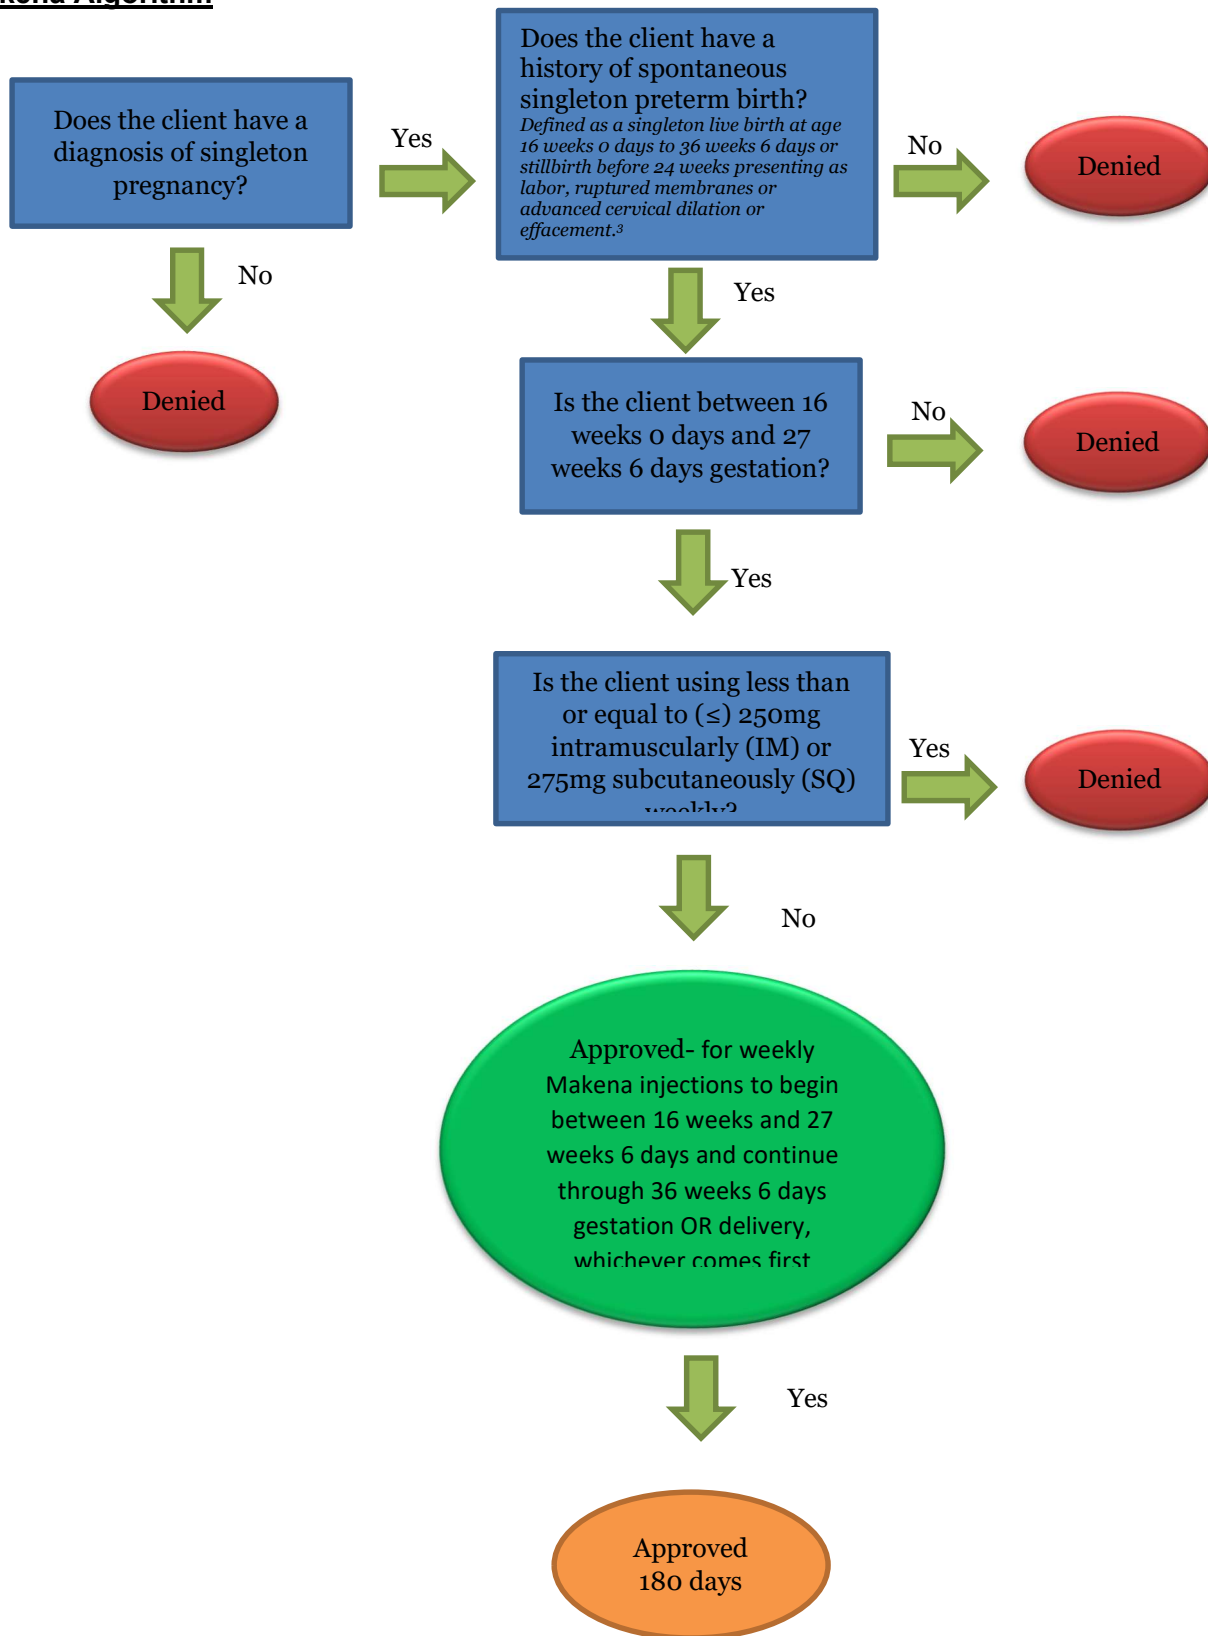 Algorithm
Does the client have a
diagnosis of singleton
pregnancy?
Yes
Does the client have a
history of spontaneous
singleton preterm birth?
Defined as a singleton live birth at age
16 weeks 0 days to 36 weeks 6 days or
stillbirth before 24 weeks presenting as
labor, ruptured membranes or
advanced cervical dilation or
effacement.³
No
Denied
No
Denied
Yes
Is the client between 16
weeks 0 days and 27
weeks 6 days gestation?
No
Denied
Yes
Is the client using less than
or equal to (≤) 250mg
intramuscularly (IM) or
275mg subcutaneously (SQ)
weekly?
Yes
Denied
No
Approved- for weekly
Makena injections to begin
between 16 weeks and 27
weeks 6 days and continue
through 36 weeks 6 days
gestation OR delivery,
whichever comes first
Yes
Approved
180 days